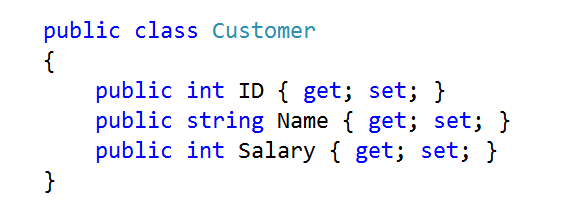 public class Customer
{
    public int ID { get; set; }
    public string Name { get; set; }
    public int Salary { get; set; }
}